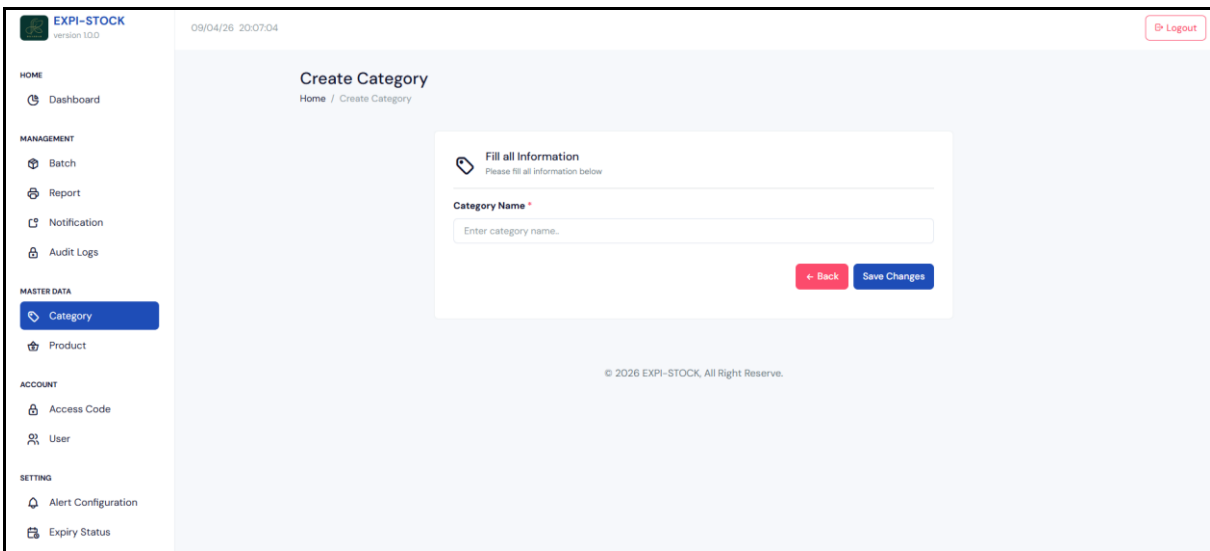 EXPI-STOCK
version 1.0.0
HOME
Dashboard
MANAGEMENT
Batch
Report
Notification
Audit Logs
MASTER DATA
Category
Product
ACCOUNT
Access Code
User
SETTING
Alert Configuration
Expiry Status
09/04/26 20:07:04
Logout
Create Category
Home / Create Category
Fill all Information
Please fill all information below
Category Name *
Enter category name..
← Back
Save Changes
© 2026 EXPI-STOCK, All Right Reserve.